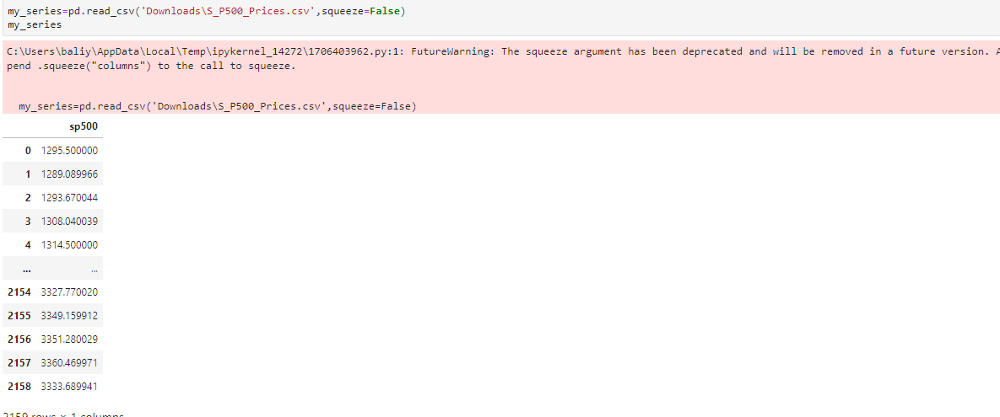 my_series=pd.read_csv('Downloads\S_P500_Prices.csv',squeeze=False)
my_series
C:\Users\baliy\AppData\Local\Temp\ipykernel_14272\1706403962.py:1: FutureWarning: The squeeze argument has been deprecated and will be removed in a future version. A
pend .squeeze("columns") to the call to squeeze.
my_series=pd.read_csv('Downloads\S_P500_Prices.csv',squeeze=False)
sp500
0 1295.500000
1 1289.089966
2 1293.670044
3 1308.040039
4 1314.500000
... ...
2154 3327.770020
2155 3349.159912
2156 3351.280029
2157 3360.469971
2158 3333.689941
2159 rows × 1 columns